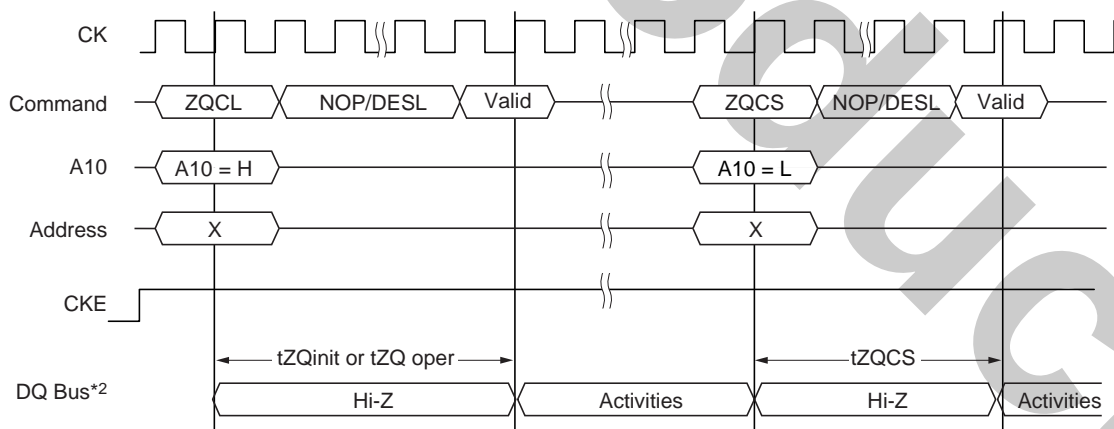 CK
Command ZQCL NOP/DESL Valid ZQCS NOP/DESL Valid
A10 A10 = H A10 = L
Address X X
CKE
tZQinit or tZQ oper tZQCS
DQ Bus*2 Hi-Z Activities Hi-Z Activities